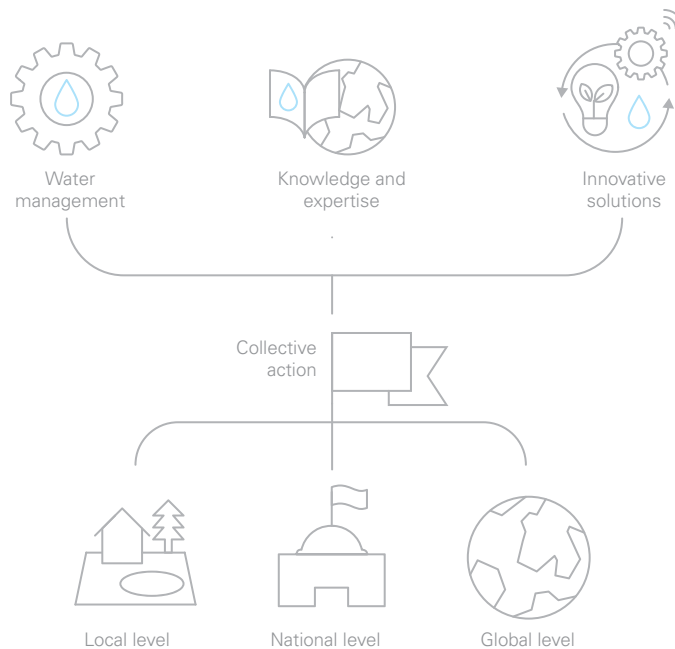 Water
management
Knowledge and
expertise
Innovative
solutions
Collective
action
Local level
National level
Global level